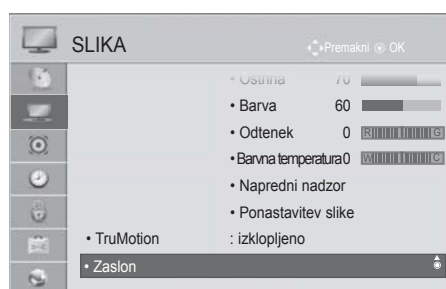 SLIKA
Premakni OK
• Ostrina 70
• Barva 60
• Odtenek 0 R G
• Barvna temperatura 0 W C
• Napredni nadzor
• Ponastavitev slike
• TruMotion : izklopljeno
• Zaslon